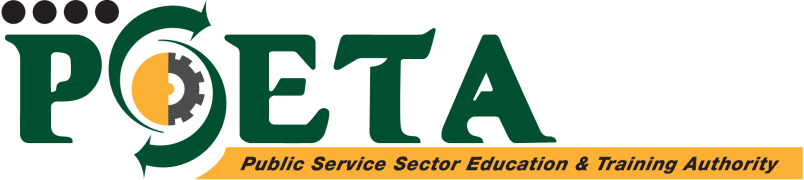 PSETA
Public Service Sector Education & Training Authority